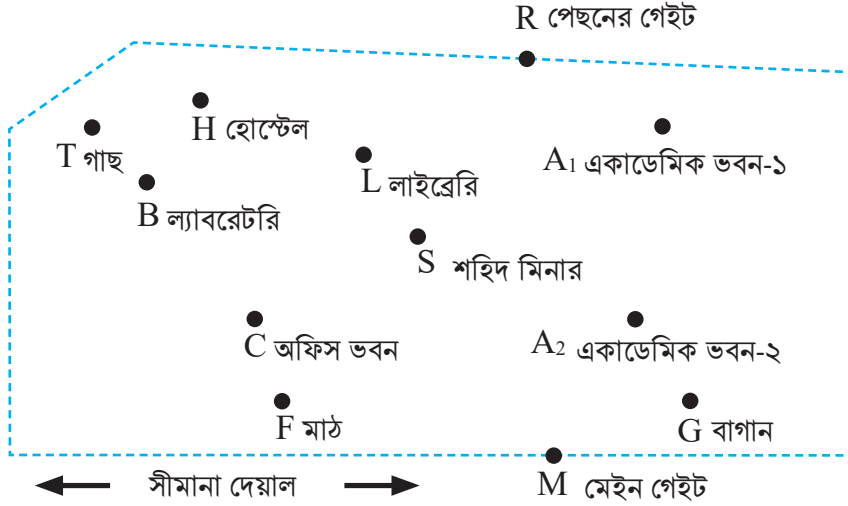 R পেছনের গেইট
H হোস্টেল
T গাছ
L লাইব্রেরি
A₁ একাডেমিক ভবন-১
B ল্যাবরেটরি
S শহিদ মিনার
C অফিস ভবন
A₂ একাডেমিক ভবন-২
F মাঠ
G বাগান
সীমানা দেয়াল
M মেইন গেইট